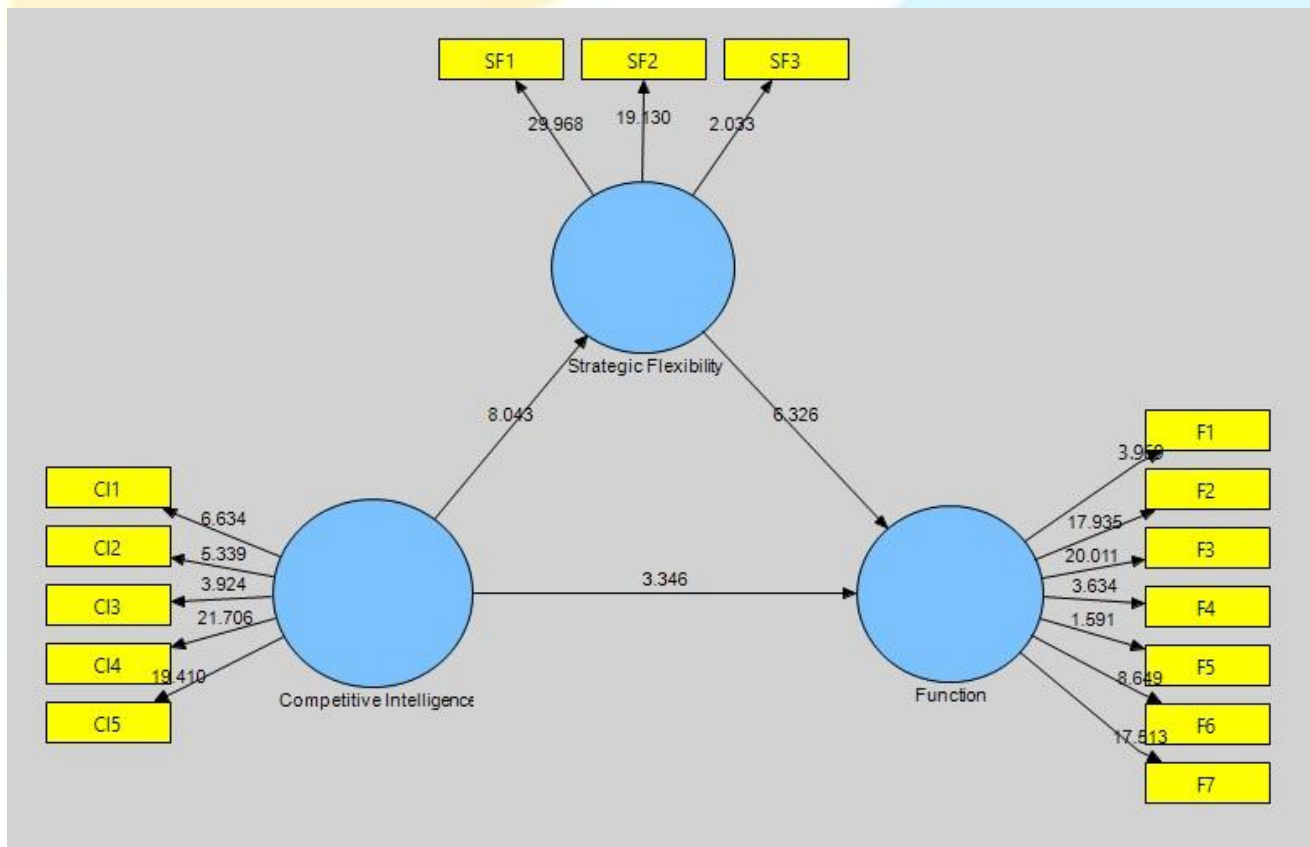 SF1 SF2 SF3
29.968 19.130 2.033
Strategic Flexibility
8.043 6.326
CI1
6.634
CI2
5.339
CI3
3.924
CI4
21.706
CI5
19.410
Competitive Intelligence
3.346
F1
3.959
F2
17.935
F3
20.011
F4
3.634
F5
1.591
F6
8.649
F7
17.513
Function